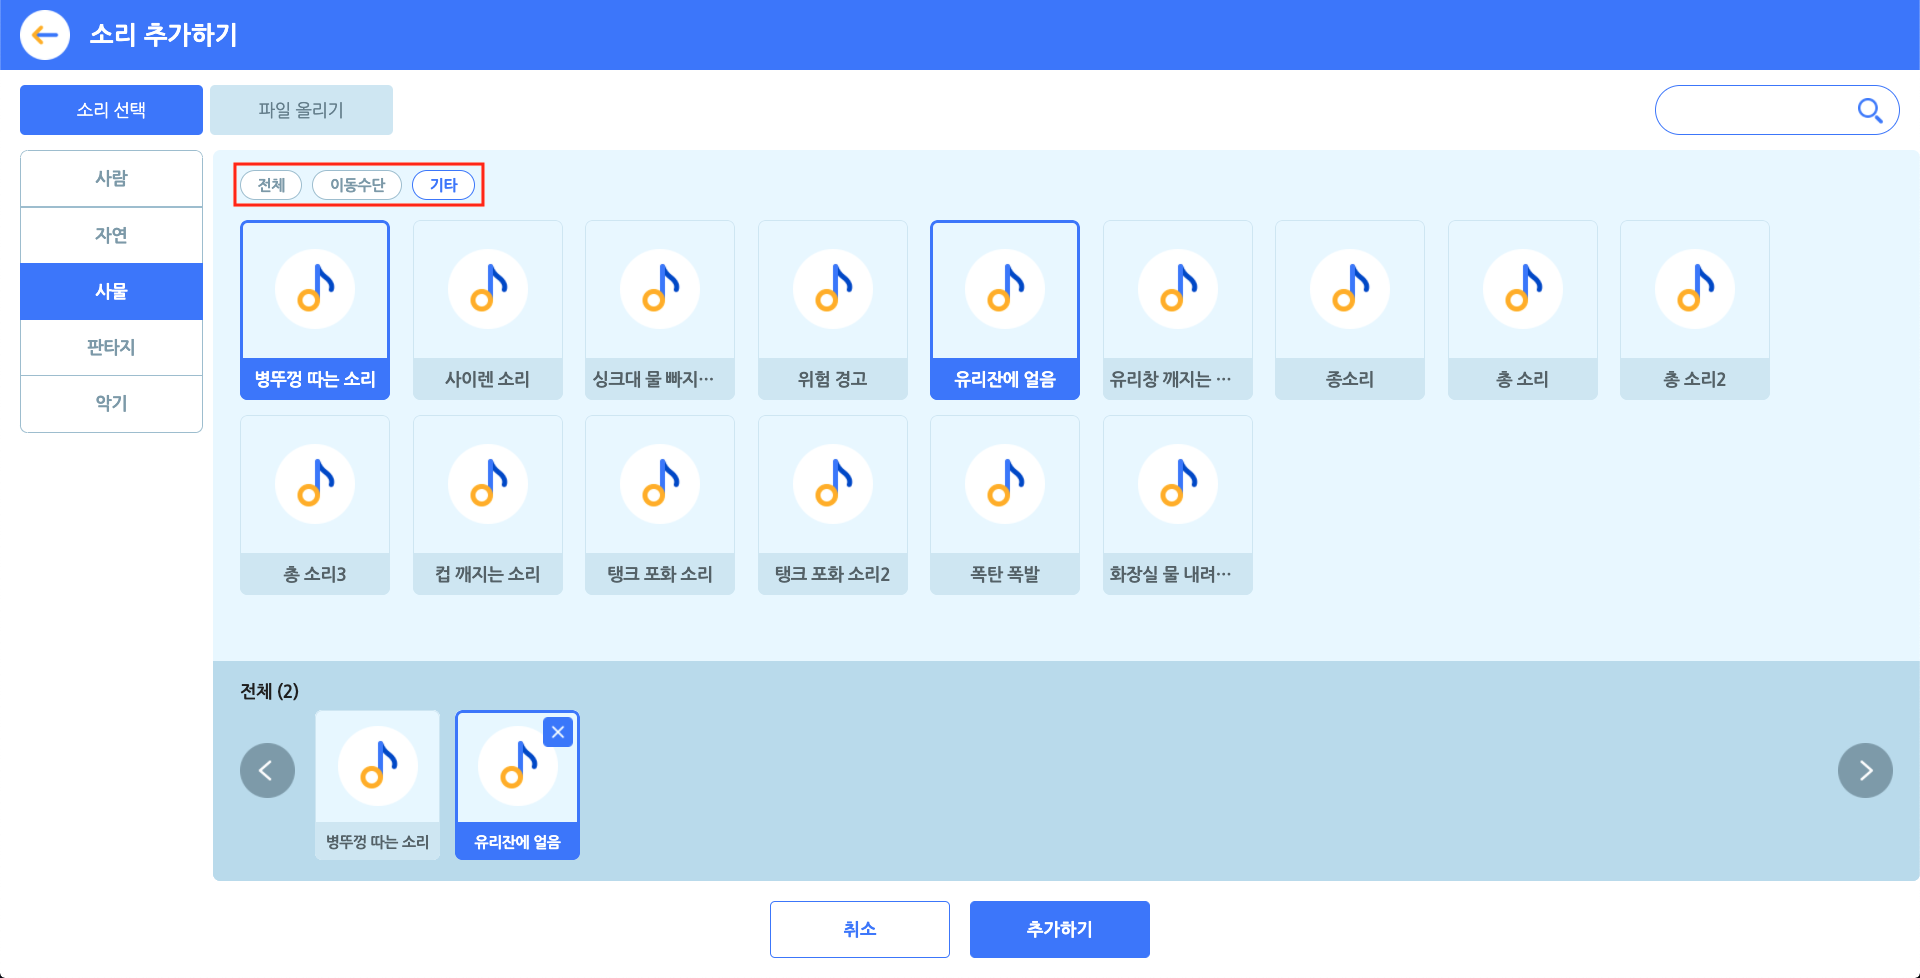 소리 추가하기
소리 선택
파일 올리기
사람
자연
사물
판타지
악기
전체
이동수단
기타
병뚜껑 따는 소리
사이렌 소리
싱크대 물 빠지…
위험 경고
유리잔에 얼음
유리창 깨지는 …
종소리
총 소리
총 소리2
총 소리3
컵 깨지는 소리
탱크 포화 소리
탱크 포화 소리2
폭탄 폭발
화장실 물 내려…
전체 (2)
병뚜껑 따는 소리
유리잔에 얼음
취소
추가하기